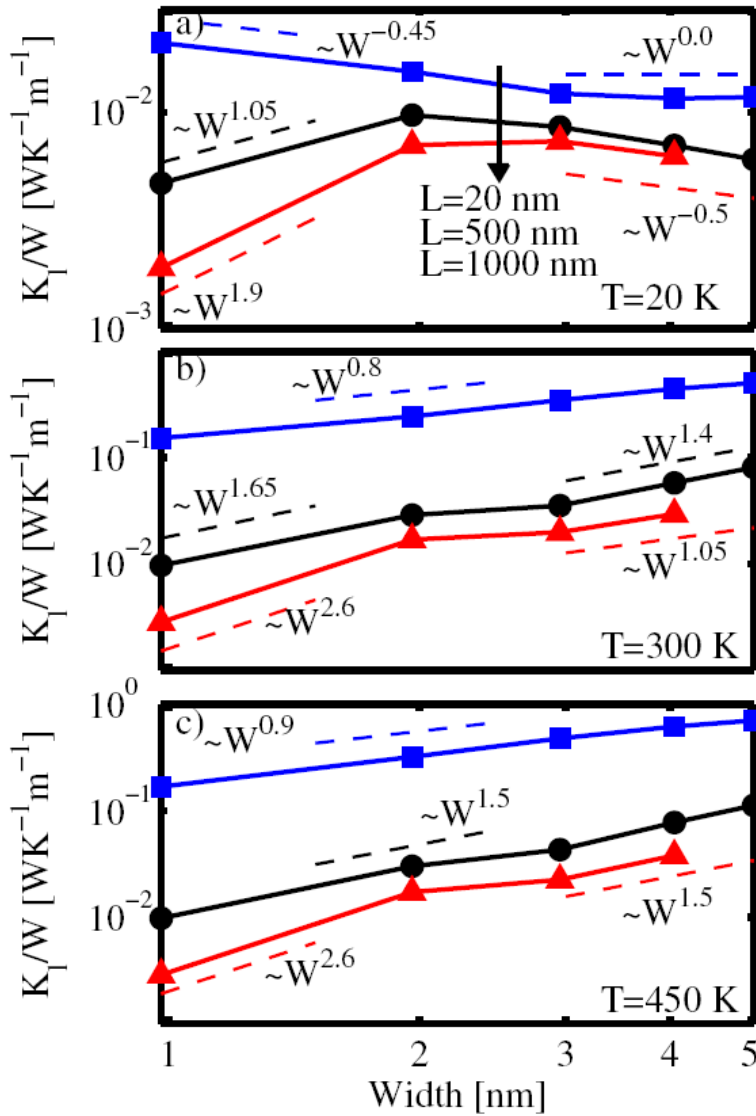 a)
~W^-0.45
~W^0.0
10^-2
~W^1.05
L=20 nm
L=500 nm
L=1000 nm
~W^-0.5
~W^1.9
T=20 K
10^-3
K_l/W [WK^-1m^-1]
b)
~W^0.8
10^-1
~W^1.4
~W^1.65
10^-2
~W^1.05
~W^2.6
T=300 K
K_l/W [WK^-1m^-1]
10^0
c)
~W^0.9
10^-1
~W^1.5
10^-2
~W^1.5
~W^2.6
T=450 K
K_l/W [WK^-1m^-1]
1 2 3 4 5
Width [nm]